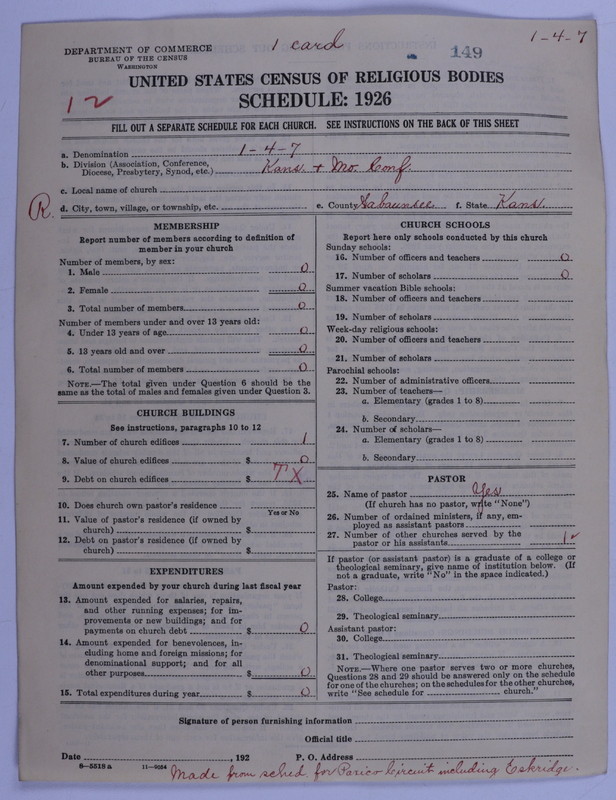 1-4-7
DEPARTMENT OF COMMERCE
BUREAU OF THE CENSUS
WASHINGTON
1 card
149
UNITED STATES CENSUS OF RELIGIOUS BODIES
12
SCHEDULE: 1926
FILL OUT A SEPARATE SCHEDULE FOR EACH CHURCH. SEE INSTRUCTIONS ON THE BACK OF THIS SHEET
a. Denomination 1-4-7
b. Division (Association, Conference,
Diocese, Presbytery, Synod, etc.) Kans + Mo. Conf.
c. Local name of church
R.
d. City, town, village, or township, etc. e. County Wabaunsee f. State Kans
MEMBERSHIP
Report number of members according to definition of
member in your church
Number of members, by sex:
1. Male 0
2. Female 0
3. Total number of members 0
Number of members under and over 13 years old:
4. Under 13 years of age 0
5. 13 years old and over 0
6. Total number of members 0
NOTE.—The total given under Question 6 should be the
same as the total of males and females given under Question 3.
CHURCH BUILDINGS
See instructions, paragraphs 10 to 12
7. Number of church edifices 1
8. Value of church edifices $ 0
9. Debt on church edifices $ TX
10. Does church own pastor's residence
Yes or No
11. Value of pastor's residence (if owned by
church) $
12. Debt on pastor's residence (if owned by
church) $
EXPENDITURES
Amount expended by your church during last fiscal year
13. Amount expended for salaries, repairs,
and other running expenses; for im-
provements or new buildings; and for
payments on church debt $ 0
14. Amount expended for benevolences, in-
cluding home and foreign missions; for
denominational support; and for all
other purposes $ 0
15. Total expenditures during year $ 0
CHURCH SCHOOLS
Report here only schools conducted by this church
Sunday schools:
16. Number of officers and teachers 0
17. Number of scholars 0
Summer vacation Bible schools:
18. Number of officers and teachers
19. Number of scholars
Week-day religious schools:
20. Number of officers and teachers
21. Number of scholars
Parochial schools:
22. Number of administrative officers
23. Number of teachers—
a. Elementary (grades 1 to 8)
b. Secondary
24. Number of scholars—
a. Elementary (grades 1 to 8)
b. Secondary
PASTOR
25. Name of pastor Yes
(If church has no pastor, write "None")
26. Number of ordained ministers, if any, em-
ployed as assistant pastors
27. Number of other churches served by the
pastor or his assistants 1
If pastor (or assistant pastor) is a graduate of a college or
theological seminary, give name of institution below. (If
not a graduate, write "No" in the space indicated.)
Pastor:
28. College
29. Theological seminary
Assistant pastor:
30. College
31. Theological seminary
NOTE.—Where one pastor serves two or more churches,
Questions 28 and 29 should be answered only on the schedule
for one of the churches; on the schedules for the other churches,
write "See schedule for church."
Signature of person furnishing information
Official title
Date , 192 P. O. Address
8—5518 a 11—9054
Made from sched for Paxico Circuit including Eskridge.